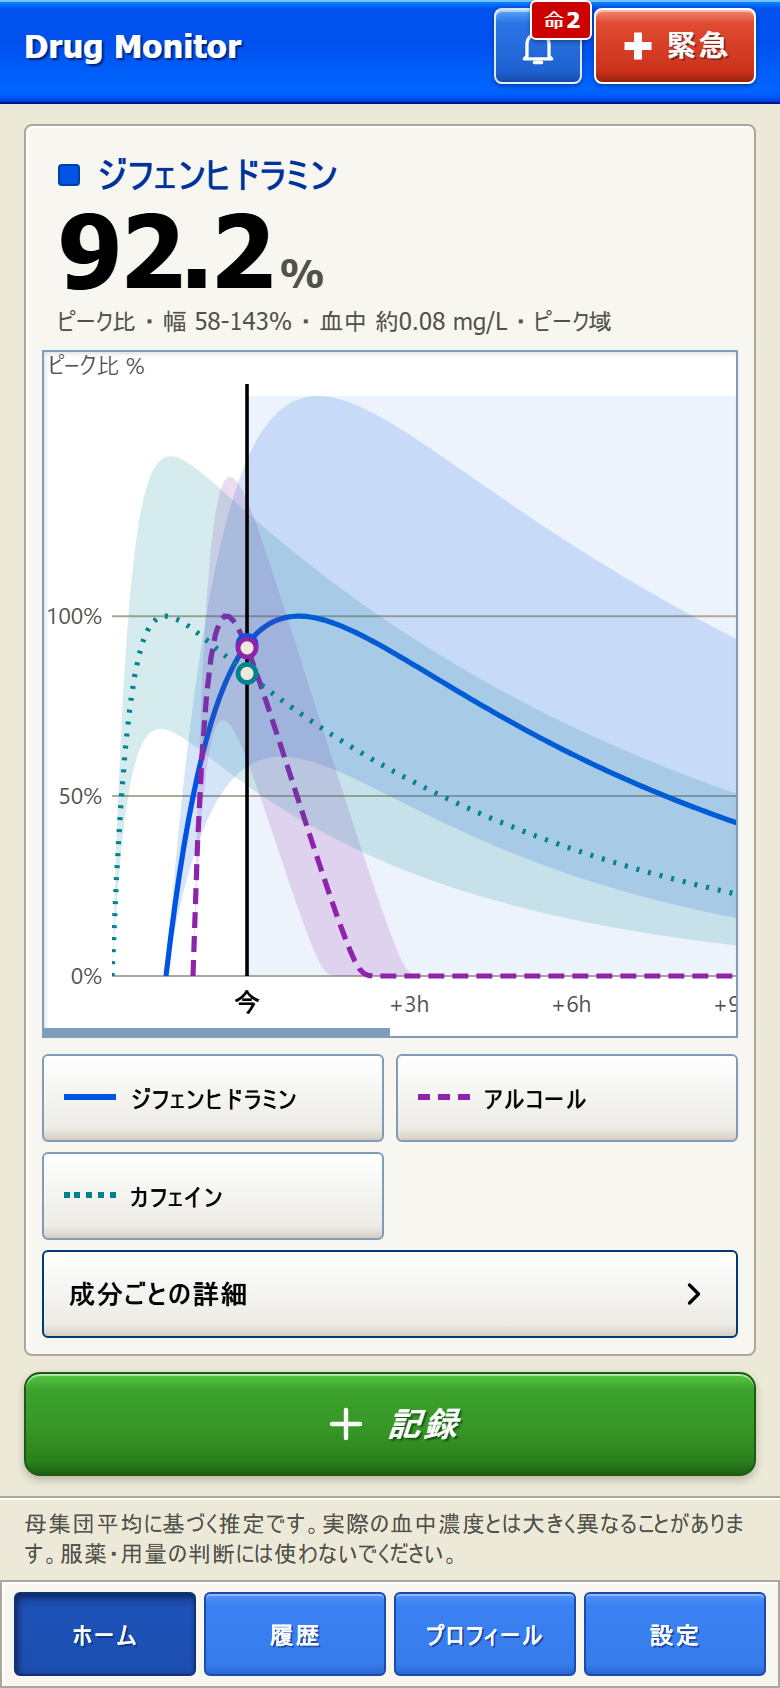 Drug Monitor
命2
緊急
ジフェンヒドラミン
92.2%
ピーク比・幅 58-143%・血中 約0.08 mg/L・ピーク域
ピーク比 %
100%
50%
0%
今
+3h
+6h
+9
ジフェンヒドラミン
アルコール
カフェイン
成分ごとの詳細
記録
母集団平均に基づく推定です。実際の血中濃度とは大きく異なることがありま
す。服薬・用量の判断には使わないでください。
ホーム
履歴
プロフィール
設定